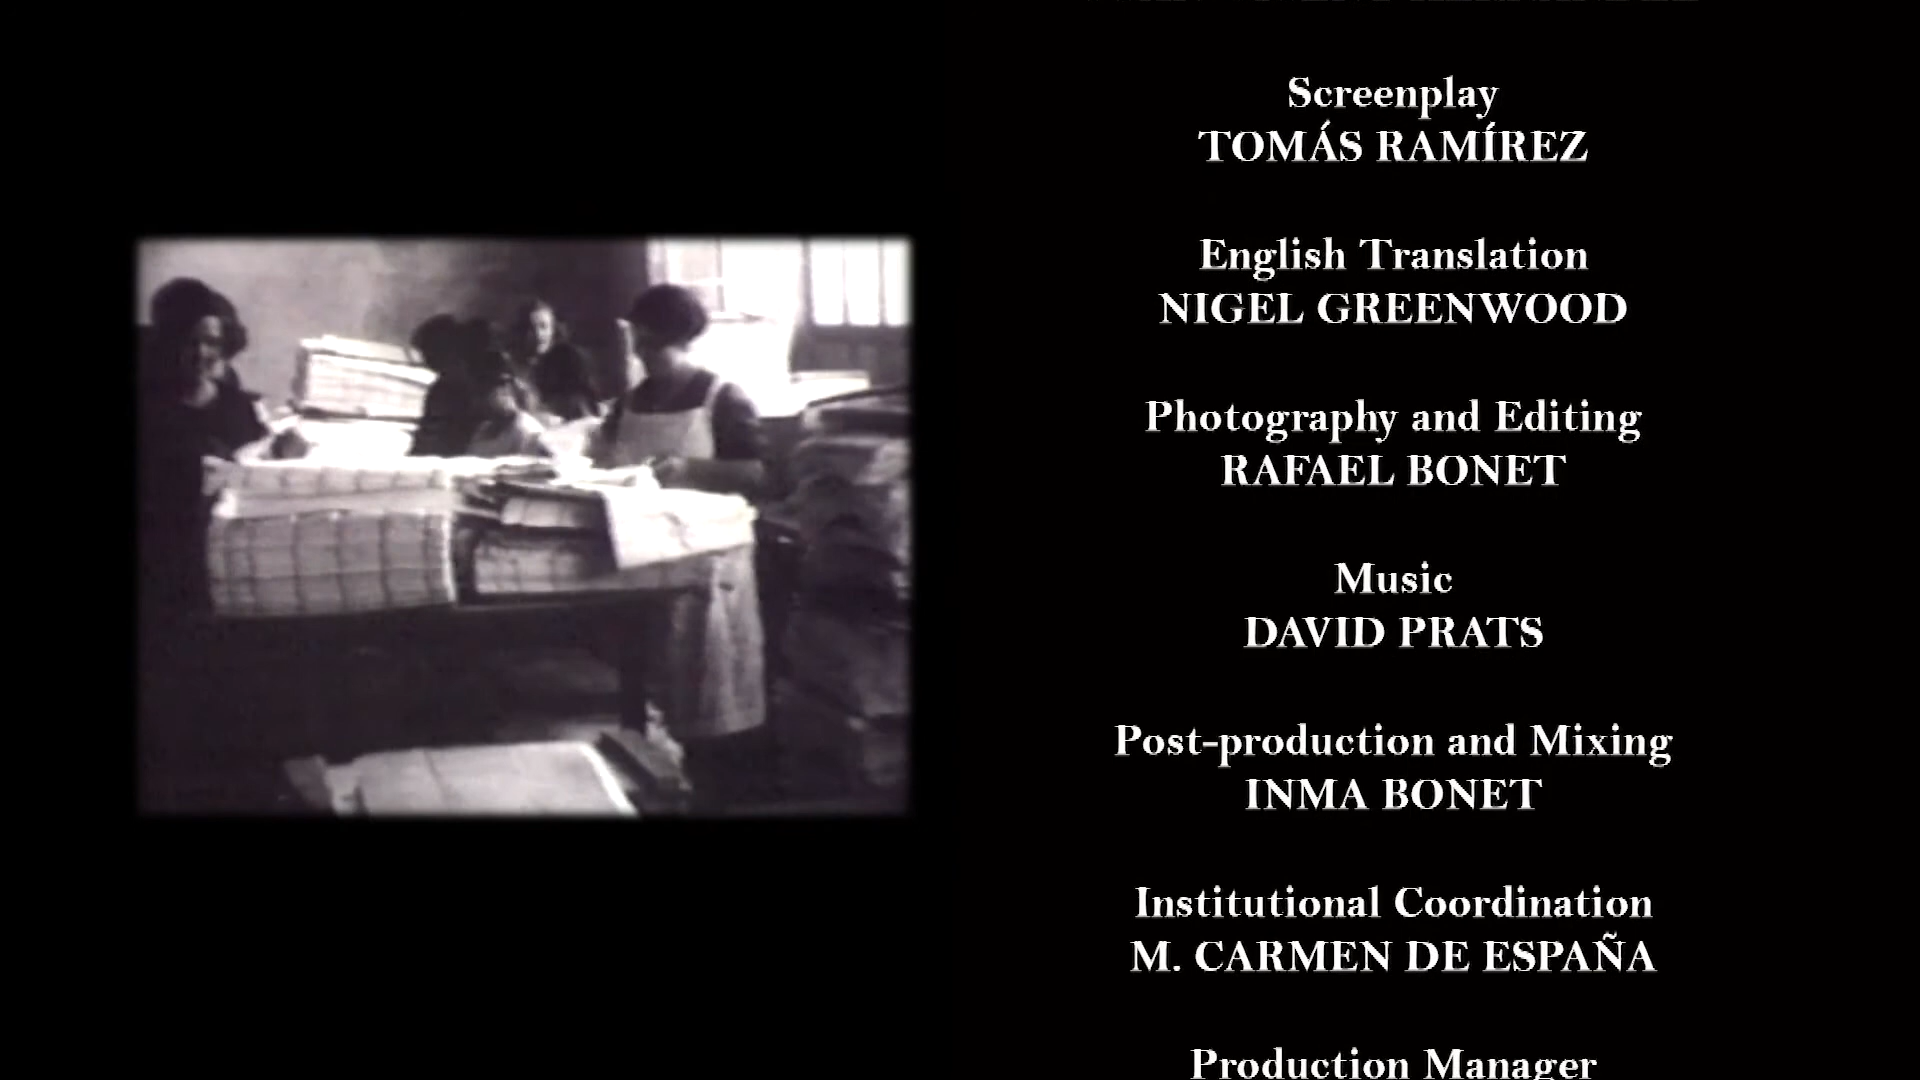 Screenplay
TOMÁS RAMÍREZ
English Translation
NIGEL GREENWOOD
Photography and Editing
RAFAEL BONET
Music
DAVID PRATS
Post-production and Mixing
INMA BONET
Institutional Coordination
M. CARMEN DE ESPAÑA
Production Manager